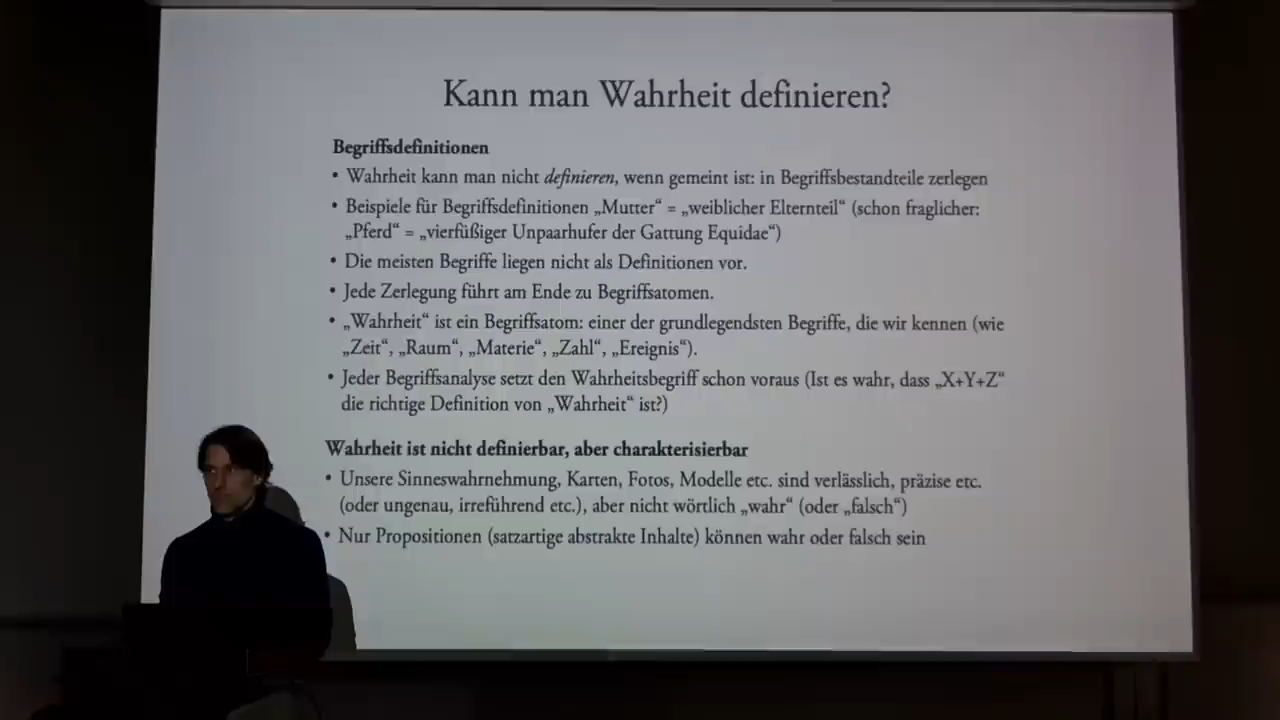 Kann man Wahrheit definieren?
Begriffsdefinitionen
• Wahrheit kann man nicht definieren, wenn gemeint ist: in Begriffsbestandteile zerlegen
• Beispiele für Begriffsdefinitionen „Mutter“ = „weiblicher Elternteil“ (schon fraglicher:
„Pferd“ = „vierfüßiger Unpaarhufer der Gattung Equidae“)
• Die meisten Begriffe liegen nicht als Definitionen vor.
• Jede Zerlegung führt am Ende zu Begriffsatomen.
• „Wahrheit“ ist ein Begriffsatom: einer der grundlegendsten Begriffe, die wir kennen (wie
„Zeit“, „Raum“, „Materie“, „Zahl“, „Ereignis“).
• Jeder Begriffsanalyse setzt den Wahrheitsbegriff schon voraus (Ist es wahr, dass „X+Y+Z“
die richtige Definition von „Wahrheit“ ist?)
Wahrheit ist nicht definierbar, aber charakterisierbar
• Unsere Sinneswahrnehmung, Karten, Fotos, Modelle etc. sind verlässlich, präzise etc.
(oder ungenau, irreführend etc.), aber nicht wörtlich „wahr“ (oder „falsch“)
• Nur Propositionen (satzartige abstrakte Inhalte) können wahr oder falsch sein